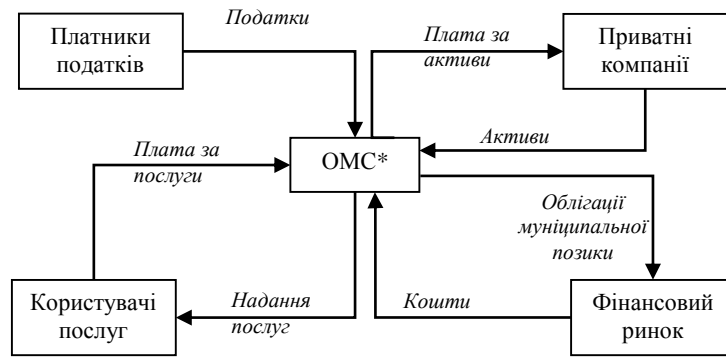 Податки
Платники
податків
Плата за
активи
Приватні
компанії
Активи
ОМС*
Плата за
послуги
Облігації
муніципальної
позики
Користувачі
послуг
Надання
послуг
Кошти
Фінансовий
ринок